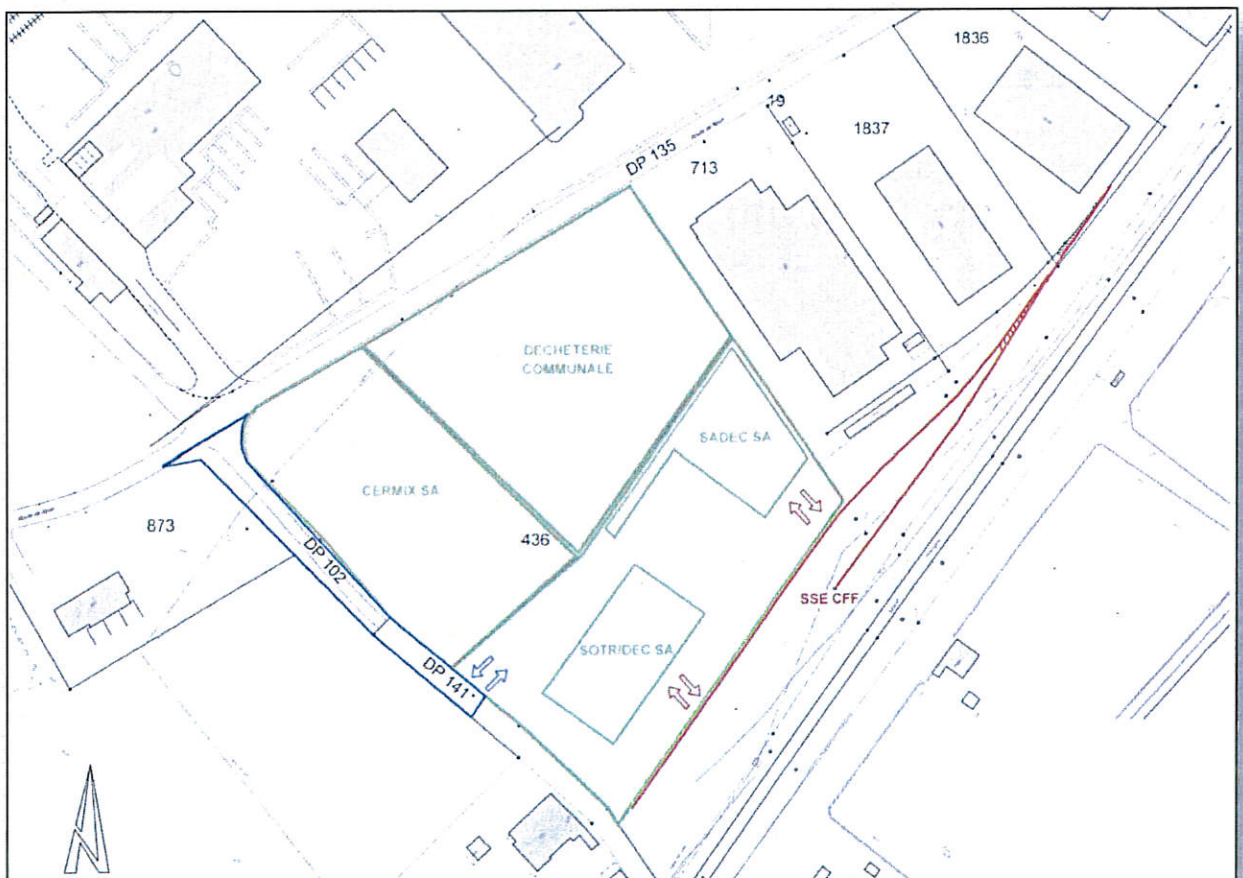 1836
79
1837
DP 135
713
DECHETERIE
COMMUNALE
SADEC SA
CERMIX SA
873
436
DP 102
SSE CFF
SOTRIDEC SA
DP 141
N